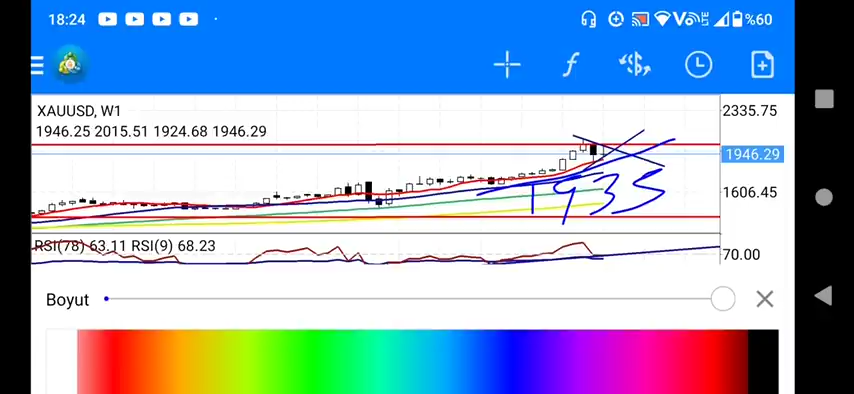 18:24 %60
XAUUSD, W1
1946.25 2015.51 1924.68 1946.29
2335.75
1946.29
1606.45
1935
RSI(78) 63.11 RSI(9) 68.23
70.00
Boyut